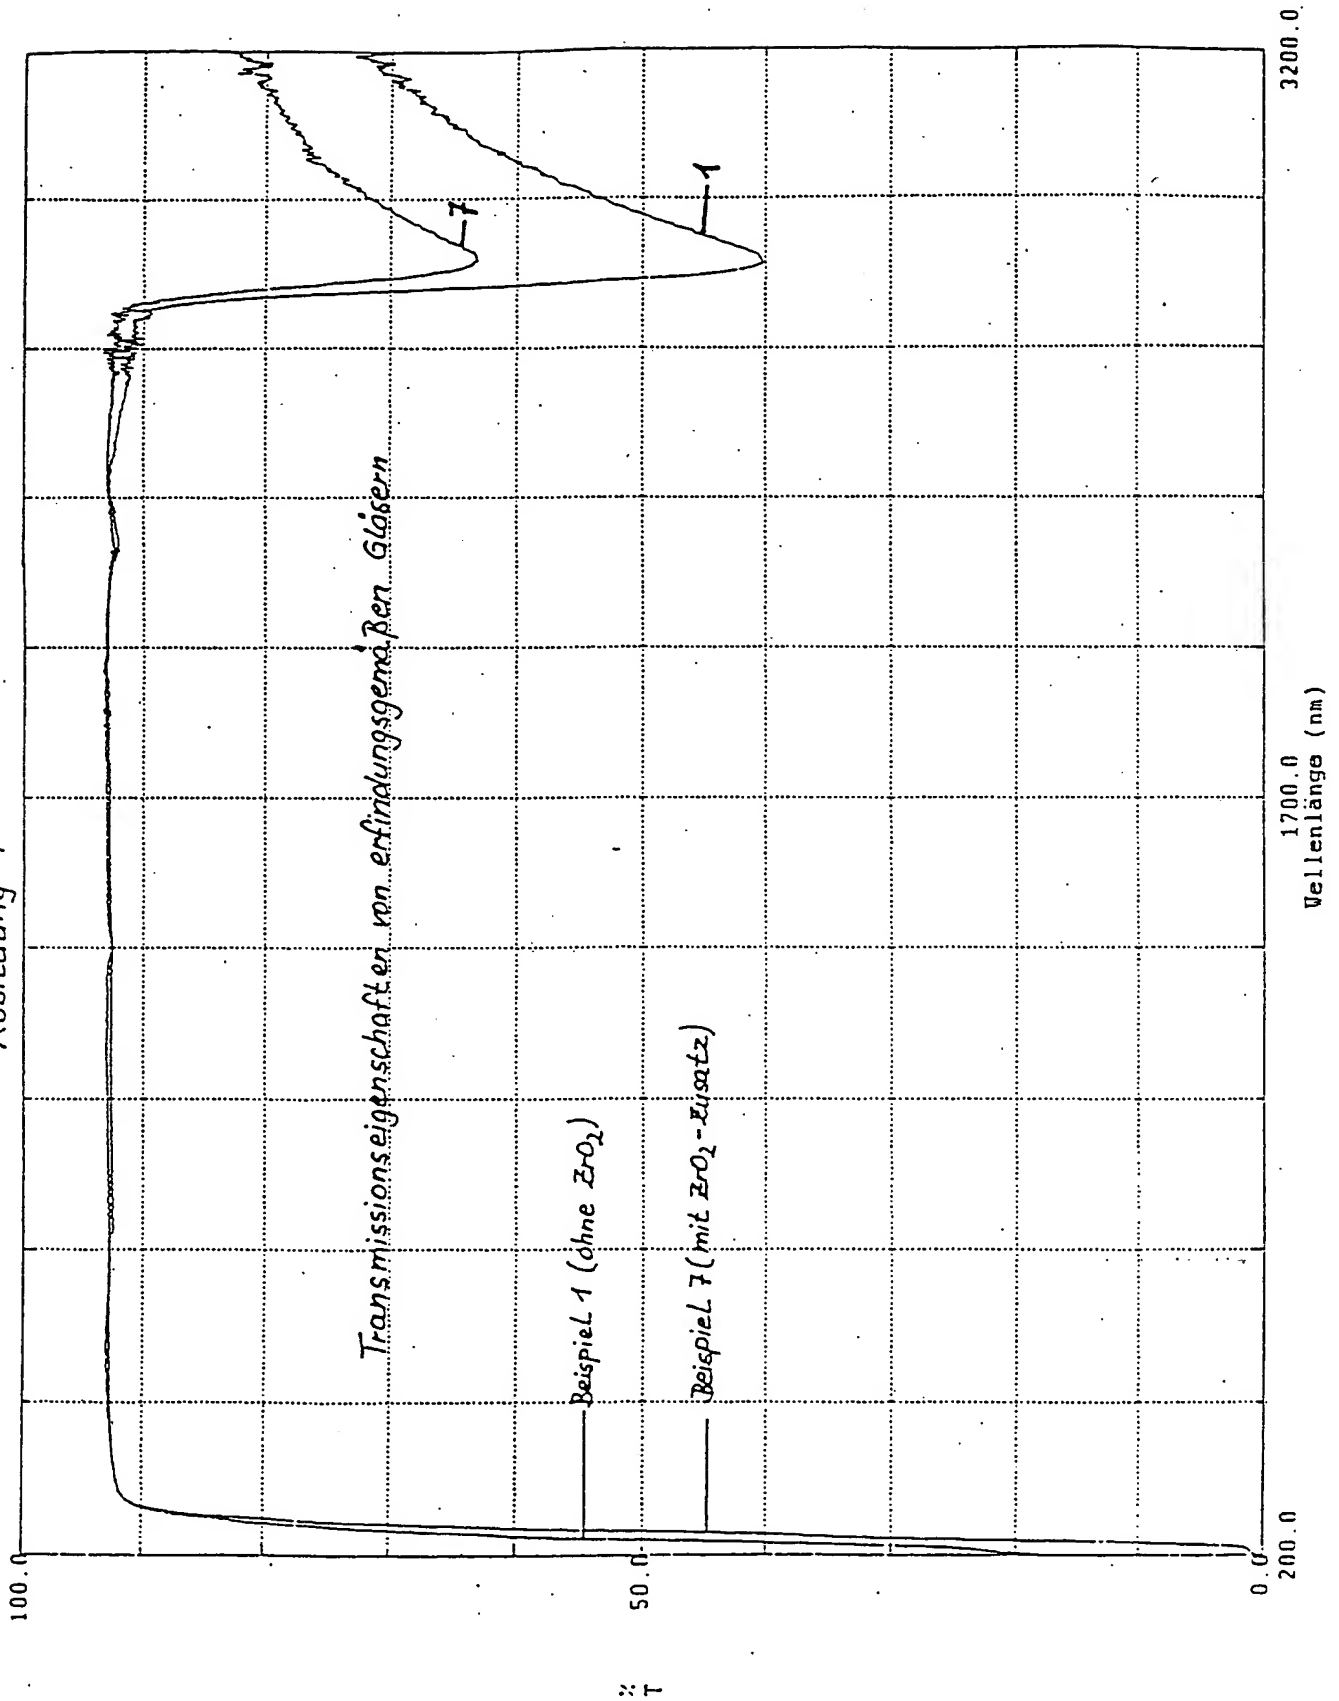 Abbildung 1
100.0
50.0
0.0
%
T
Transmissionseigenschaften von erfindungsgemäßen Gläsern
7
1
Beispiel 1 (ohne ZrO₂)
Beispiel 7 (mit ZrO₂-Zusatz)
200.0
1700.0
3200.0
Wellenlänge (nm)